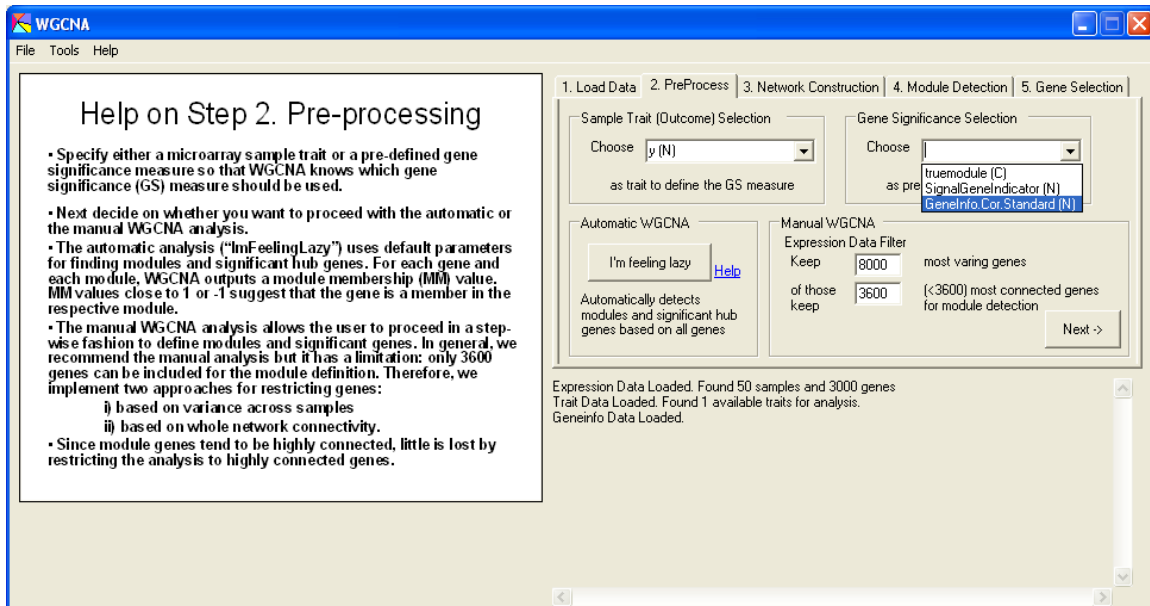 WGCNA
File Tools Help
Help on Step 2. Pre-processing
▪ Specify either a microarray sample trait or a pre-defined gene
significance measure so that WGCNA knows which gene
significance (GS) measure should be used.
▪ Next decide on whether you want to proceed with the automatic or
the manual WGCNA analysis.
▪ The automatic analysis (“ImFeelingLazy”) uses default parameters
for finding modules and significant hub genes. For each gene and
each module, WGCNA outputs a module membership (MM) value.
MM values close to 1 or -1 suggest that the gene is a member in the
respective module.
▪ The manual WGCNA analysis allows the user to proceed in a step-
wise fashion to define modules and significant genes. In general, we
recommend the manual analysis but it has a limitation: only 3600
genes can be included for the module definition. Therefore, we
implement two approaches for restricting genes:
i) based on variance across samples
ii) based on whole network connectivity.
▪ Since module genes tend to be highly connected, little is lost by
restricting the analysis to highly connected genes.
1. Load Data 2. PreProcess 3. Network Construction 4. Module Detection 5. Gene Selection
Sample Trait (Outcome) Selection
Choose y (N)
as trait to define the GS measure
Gene Significance Selection
Choose
truemodule (C)
SignalGeneIndicator (N)
GeneInfo.Cor.Standard (N)
as pre
Automatic WGCNA
I'm feeling lazy
Help
Automatically detects
modules and significant hub
genes based on all genes
Manual WGCNA
Expression Data Filter
Keep 8000 most varing genes
of those 3600 (<3600) most connected genes
keep for module detection
Next ->
Expression Data Loaded. Found 50 samples and 3000 genes
Trait Data Loaded. Found 1 available traits for analysis.
Geneinfo Data Loaded.